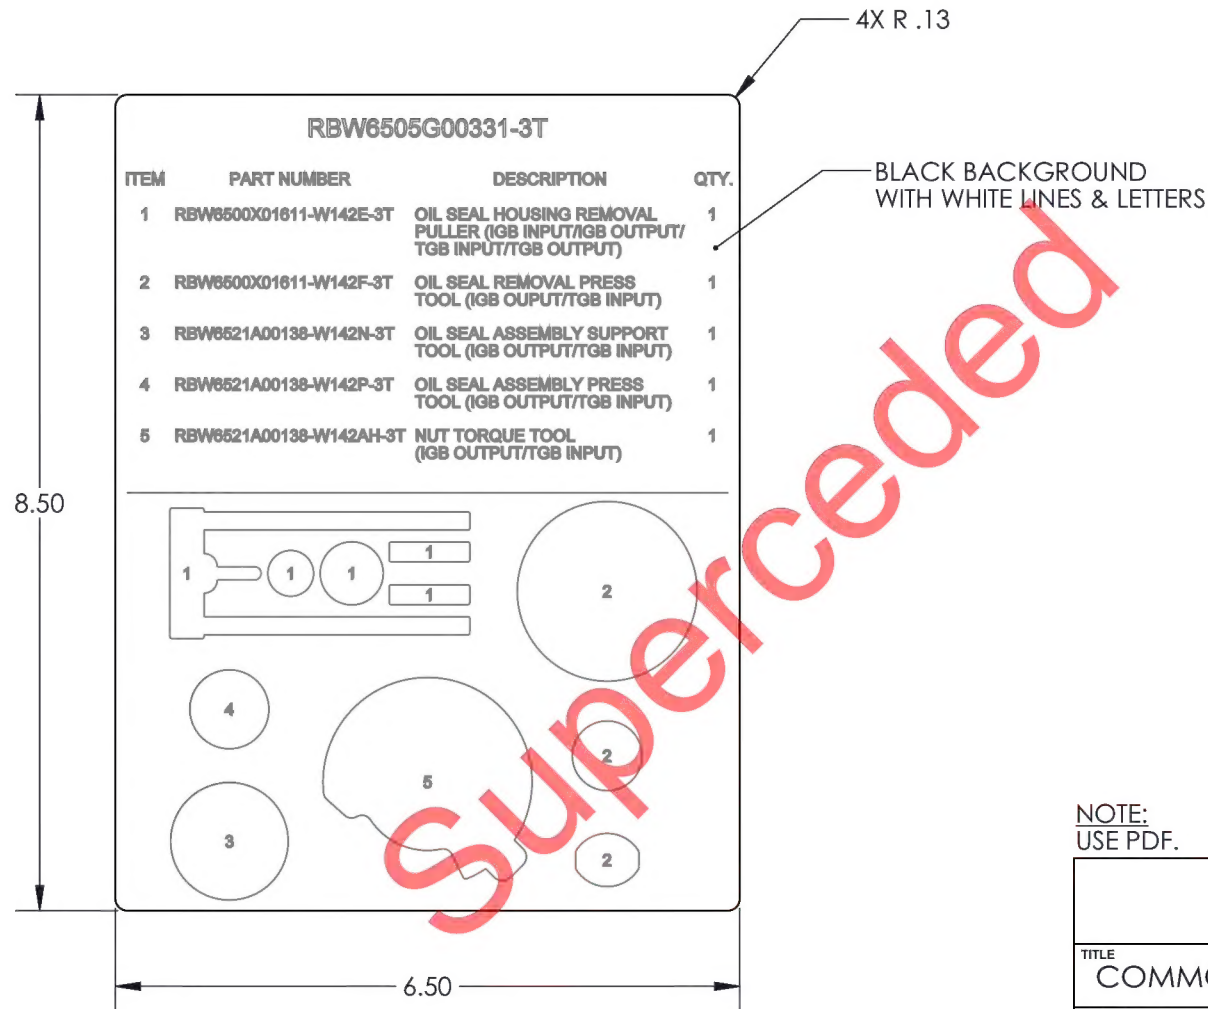 4X R .13
BLACK BACKGROUND
WITH WHITE LINES & LETTERS
RBW6505G00331-3T
ITEM PART NUMBER DESCRIPTION QTY.
1 RBW6500X01611-W142E-3T OIL SEAL HOUSING REMOVAL 1
PULLER (IGB INPUT/IGB OUTPUT/
TGB INPUT/TGB OUTPUT)
2 RBW6500X01611-W142F-3T OIL SEAL REMOVAL PRESS 1
TOOL (IGB OUPUT/TGB INPUT)
3 RBW6521A00138-W142N-3T OIL SEAL ASSEMBLY SUPPORT 1
TOOL (IGB OUTPUT/TGB INPUT)
4 RBW6521A00138-W142P-3T OIL SEAL ASSEMBLY PRESS 1
TOOL (IGB OUTPUT/TGB INPUT)
5 RBW6521A00138-W142AH-3T NUT TORQUE TOOL 1
(IGB OUTPUT/TGB INPUT)
8.50
1
1
1
1
1
2
4
2
5
3
2
6.50
Superceded
NOTE:
USE PDF.
TITLE